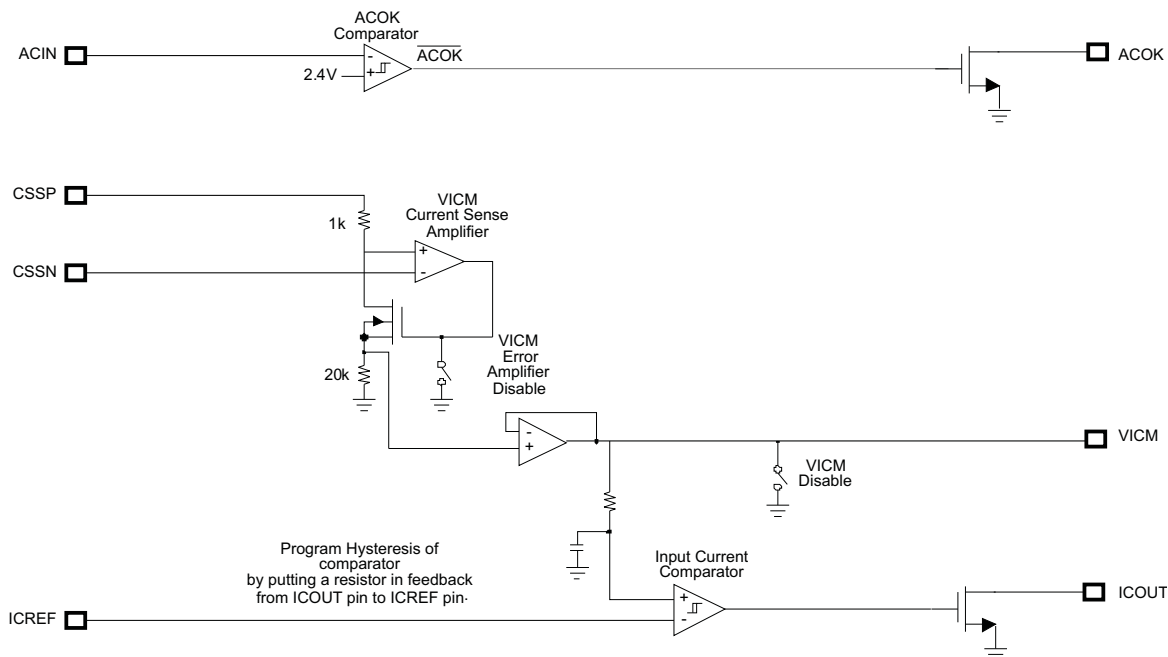 ACOK
Comparator
ACIN
-
+
2.4V
ACOK
ACOK
CSSP
1k
VICM
Current Sense
Amplifier
+
-
CSSN
VICM
Error
Amplifier
Disable
20k
-
+
VICM
VICM
Disable
Program Hysteresis of
comparator
by putting a resistor in feedback
from ICOUT pin to ICREF pin.
Input Current
Comparator
+
-
ICOUT
ICREF